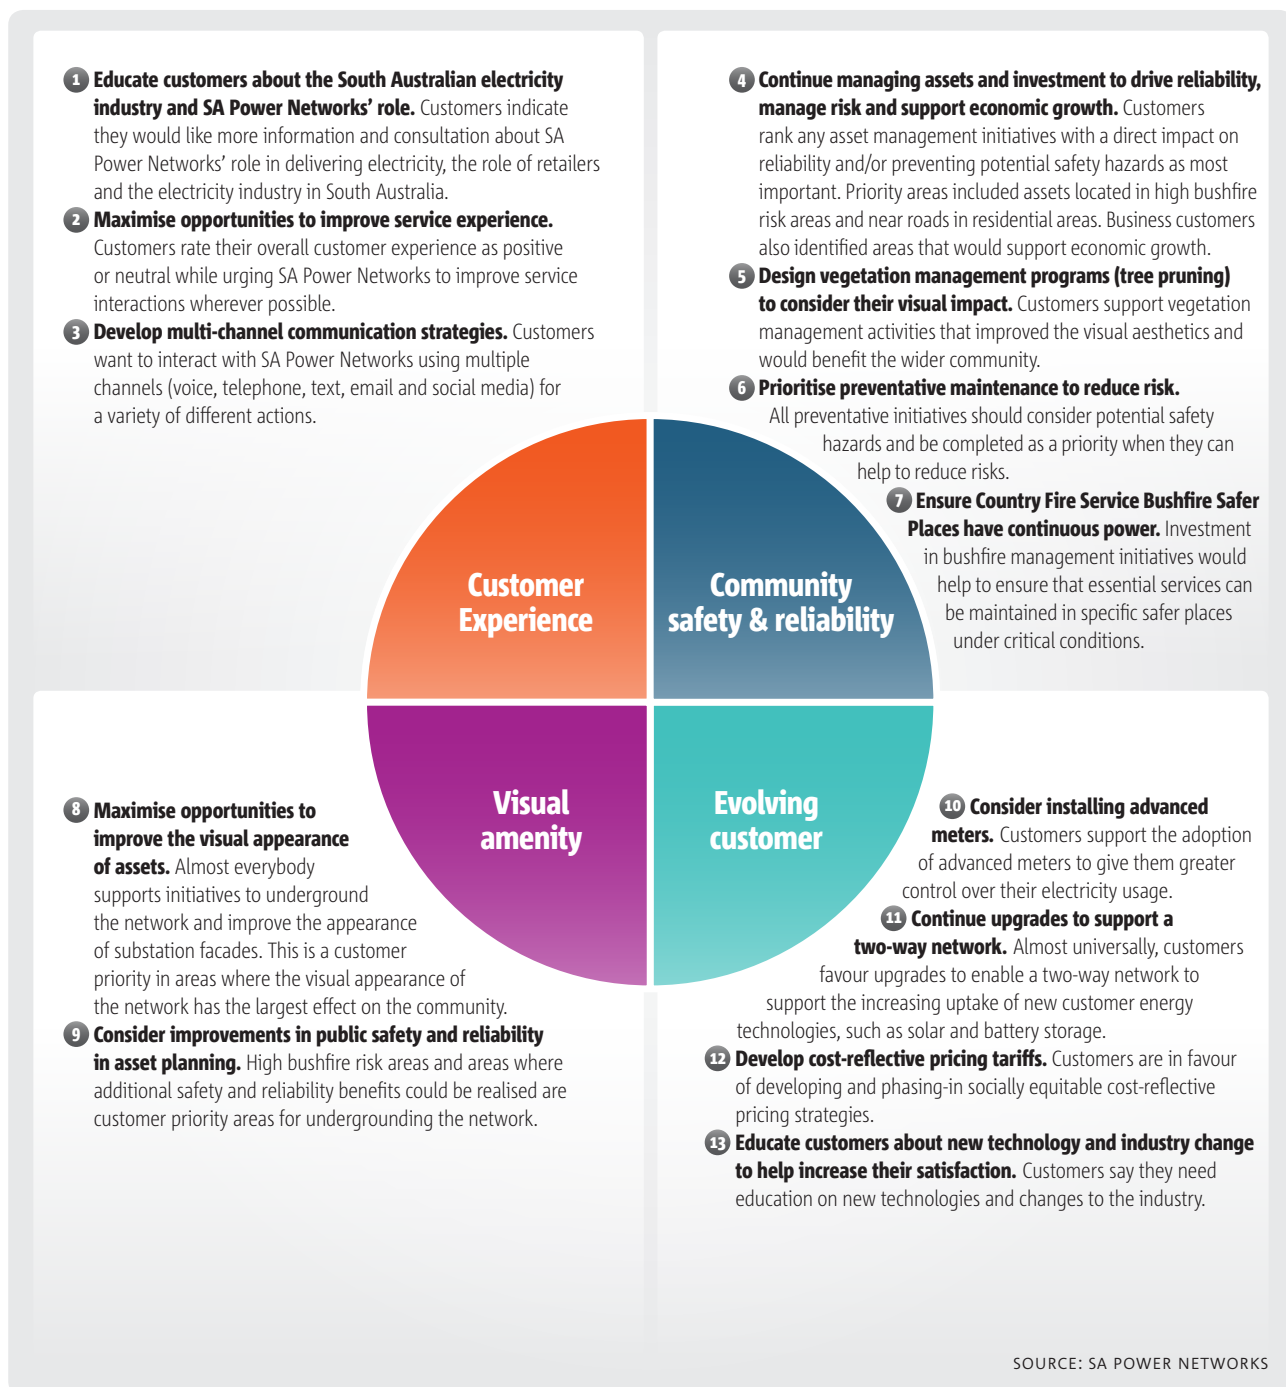 1 Educate customers about the South Australian electricity
industry and SA Power Networks’ role. Customers indicate
they would like more information and consultation about SA
Power Networks’ role in delivering electricity, the role of retailers
and the electricity industry in South Australia.
2 Maximise opportunities to improve service experience.
Customers rate their overall customer experience as positive
or neutral while urging SA Power Networks to improve service
interactions wherever possible.
3 Develop multi-channel communication strategies. Customers
want to interact with SA Power Networks using multiple
channels (voice, telephone, text, email and social media) for
a variety of different actions.
4 Continue managing assets and investment to drive reliability,
manage risk and support economic growth. Customers
rank any asset management initiatives with a direct impact on
reliability and/or preventing potential safety hazards as most
important. Priority areas included assets located in high bushfire
risk areas and near roads in residential areas. Business customers
also identified areas that would support economic growth.
5 Design vegetation management programs (tree pruning)
to consider their visual impact. Customers support vegetation
management activities that improved the visual aesthetics and
would benefit the wider community.
6 Prioritise preventative maintenance to reduce risk.
All preventative initiatives should consider potential safety
hazards and be completed as a priority when they can
help to reduce risks.
7 Ensure Country Fire Service Bushfire Safer
Places have continuous power. Investment
in bushfire management initiatives would
help to ensure that essential services can
be maintained in specific safer places
under critical conditions.
Customer
Experience
Community
safety & reliability
Visual
amenity
Evolving
customer
8 Maximise opportunities to
improve the visual appearance
of assets. Almost everybody
supports initiatives to underground
the network and improve the appearance
of substation facades. This is a customer
priority in areas where the visual appearance of
the network has the largest effect on the community.
9 Consider improvements in public safety and reliability
in asset planning. High bushfire risk areas and areas where
additional safety and reliability benefits could be realised are
customer priority areas for undergrounding the network.
10 Consider installing advanced
meters. Customers support the adoption
of advanced meters to give them greater
control over their electricity usage.
11 Continue upgrades to support a
two-way network. Almost universally, customers
favour upgrades to enable a two-way network to
support the increasing uptake of new customer energy
technologies, such as solar and battery storage.
12 Develop cost-reflective pricing tariffs. Customers are in favour
of developing and phasing-in socially equitable cost-reflective
pricing strategies.
13 Educate customers about new technology and industry change
to help increase their satisfaction. Customers say they need
education on new technologies and changes to the industry.
SOURCE: SA POWER NETWORKS